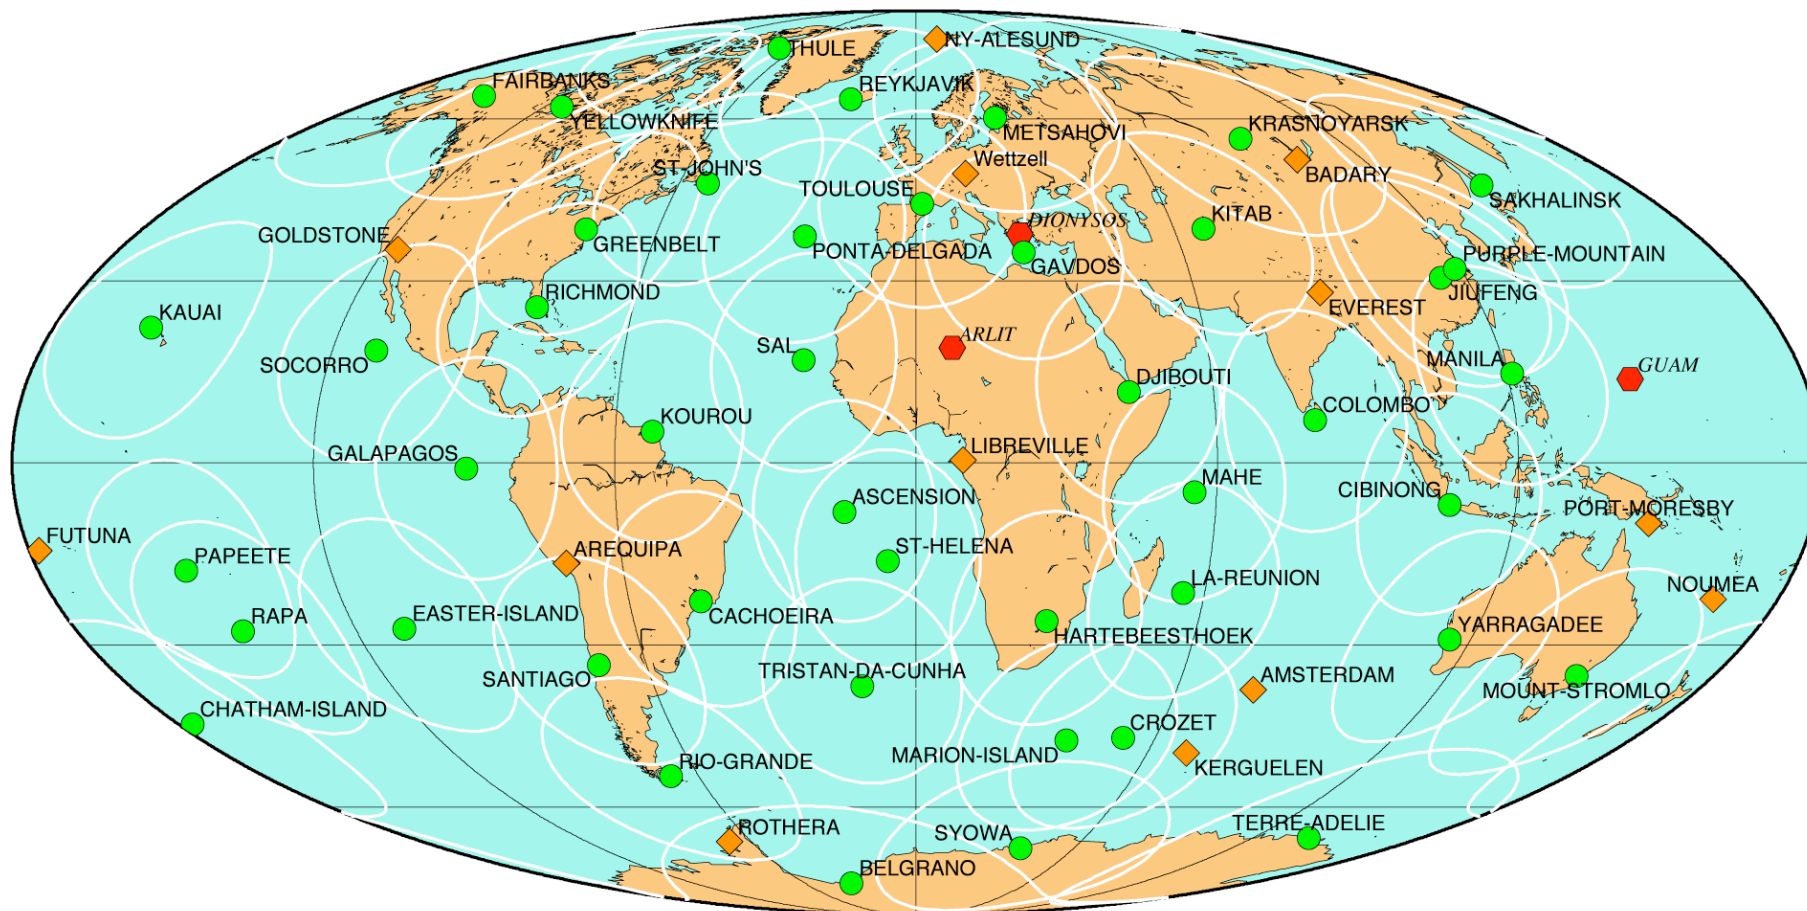 THULE
NY-ALESUND
FAIRBANKS
REYKJAVIK
YELLOWKNIFE
METSAHOVI
KRASNOYARSK
ST-JOHN'S
Wettzell
BADARY
TOULOUSE
SAKHALINSK
GOLDSTONE
GREENBELT
DIONYSOS
KITAB
PONTA-DELGADA
PURPLE-MOUNTAIN
GAVDOS
RICHMOND
JIUFENG
KAUAI
EVEREST
ARLIT
SAL
SOCORRO
MANILA
GUAM
DJIBOUTI
COLOMBO
KOUROU
GALAPAGOS
LIBREVILLE
MAHE
CIBINONG
ASCENSION
PORT-MORESBY
FUTUNA
PAPEETE
AREQUIPA
ST-HELENA
LA-REUNION
NOUMEA
RAPA
EASTER-ISLAND
CACHOEIRA
HARTEBEESTHOEK
YARRAGADEE
SANTIAGO
TRISTAN-DA-CUNHA
AMSTERDAM
MOUNT-STROMLO
CHATHAM-ISLAND
CROZET
MARION-ISLAND
RIO-GRANDE
KERGUELEN
ROTHERA
SYOWA
TERRE-ADELIE
BELGRANO